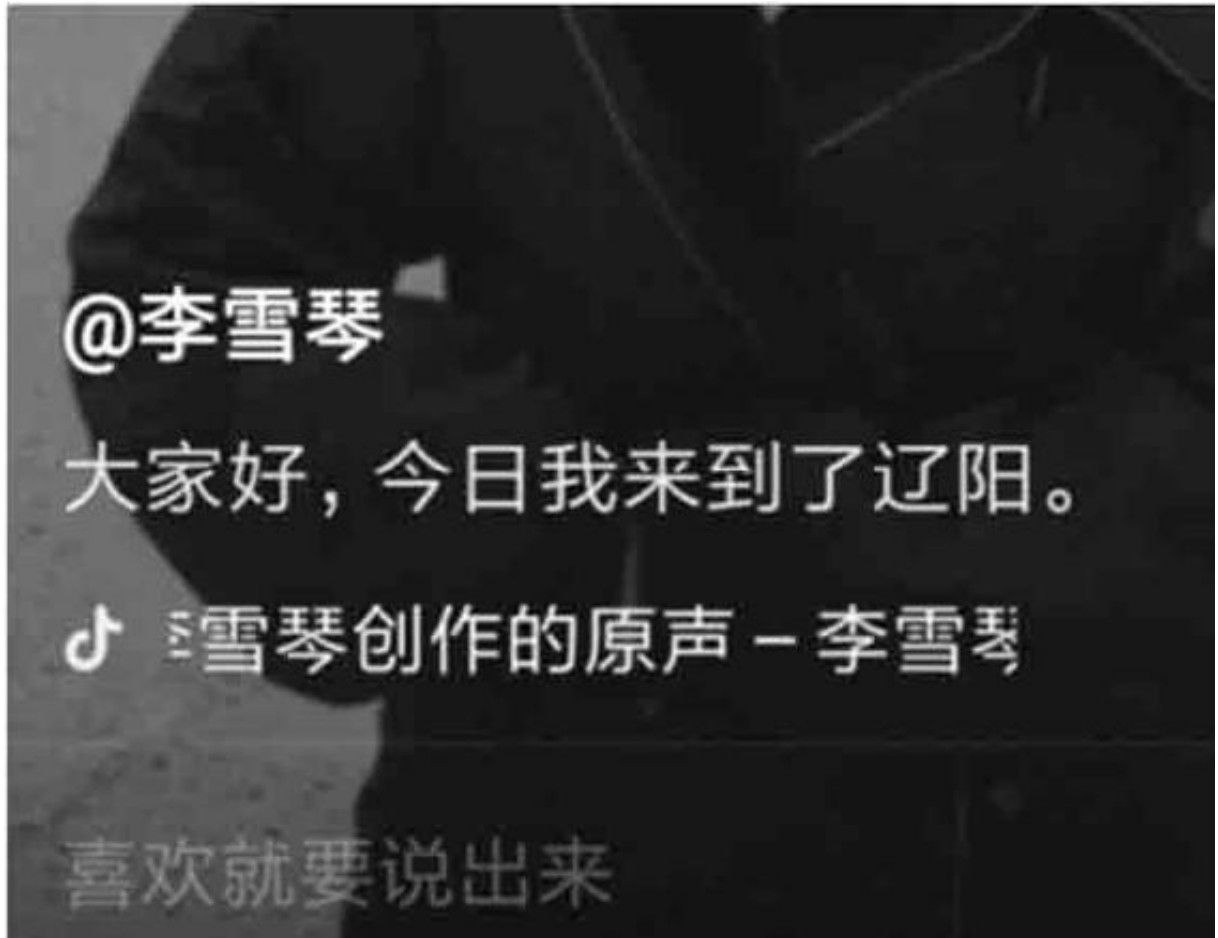 @李雪琴
大家好，今日我来到了辽阳。
雪琴创作的原声 – 李雪琴
喜欢就要说出来